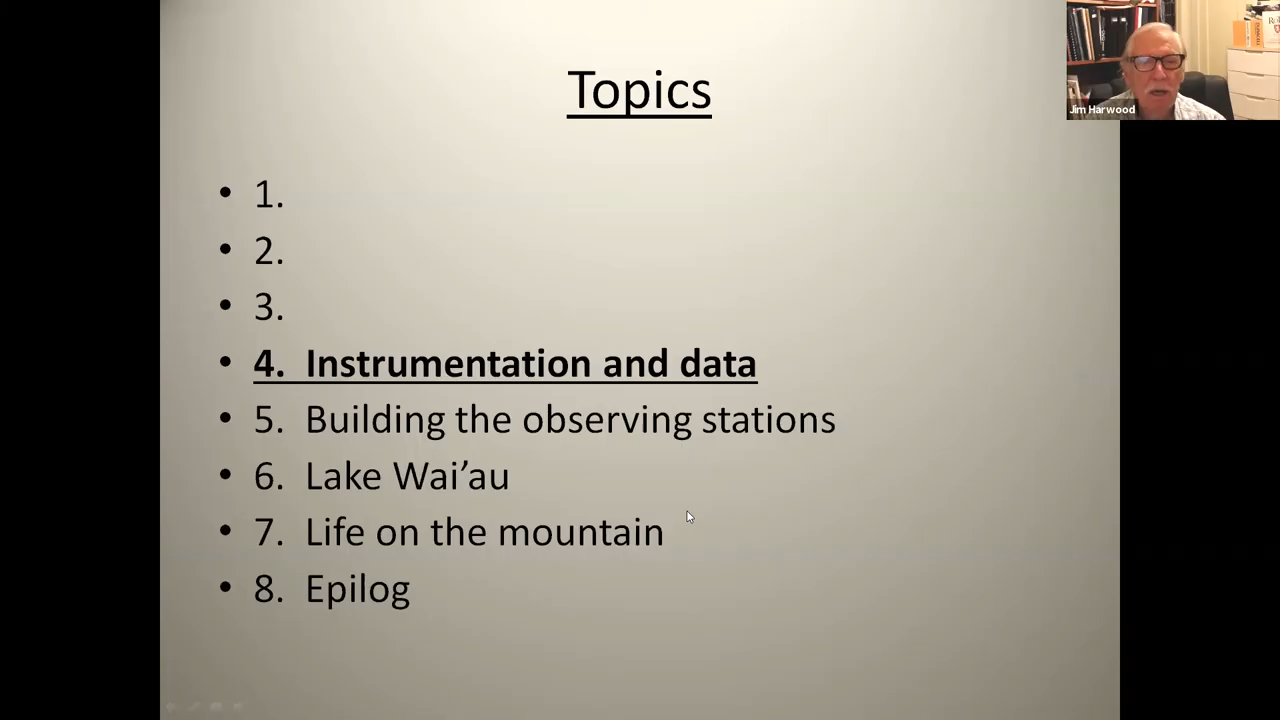 Topics
Jim Harwood
• 1.
• 2.
• 3.
• 4. Instrumentation and data
• 5. Building the observing stations
• 6. Lake Wai’au
• 7. Life on the mountain
• 8. Epilog